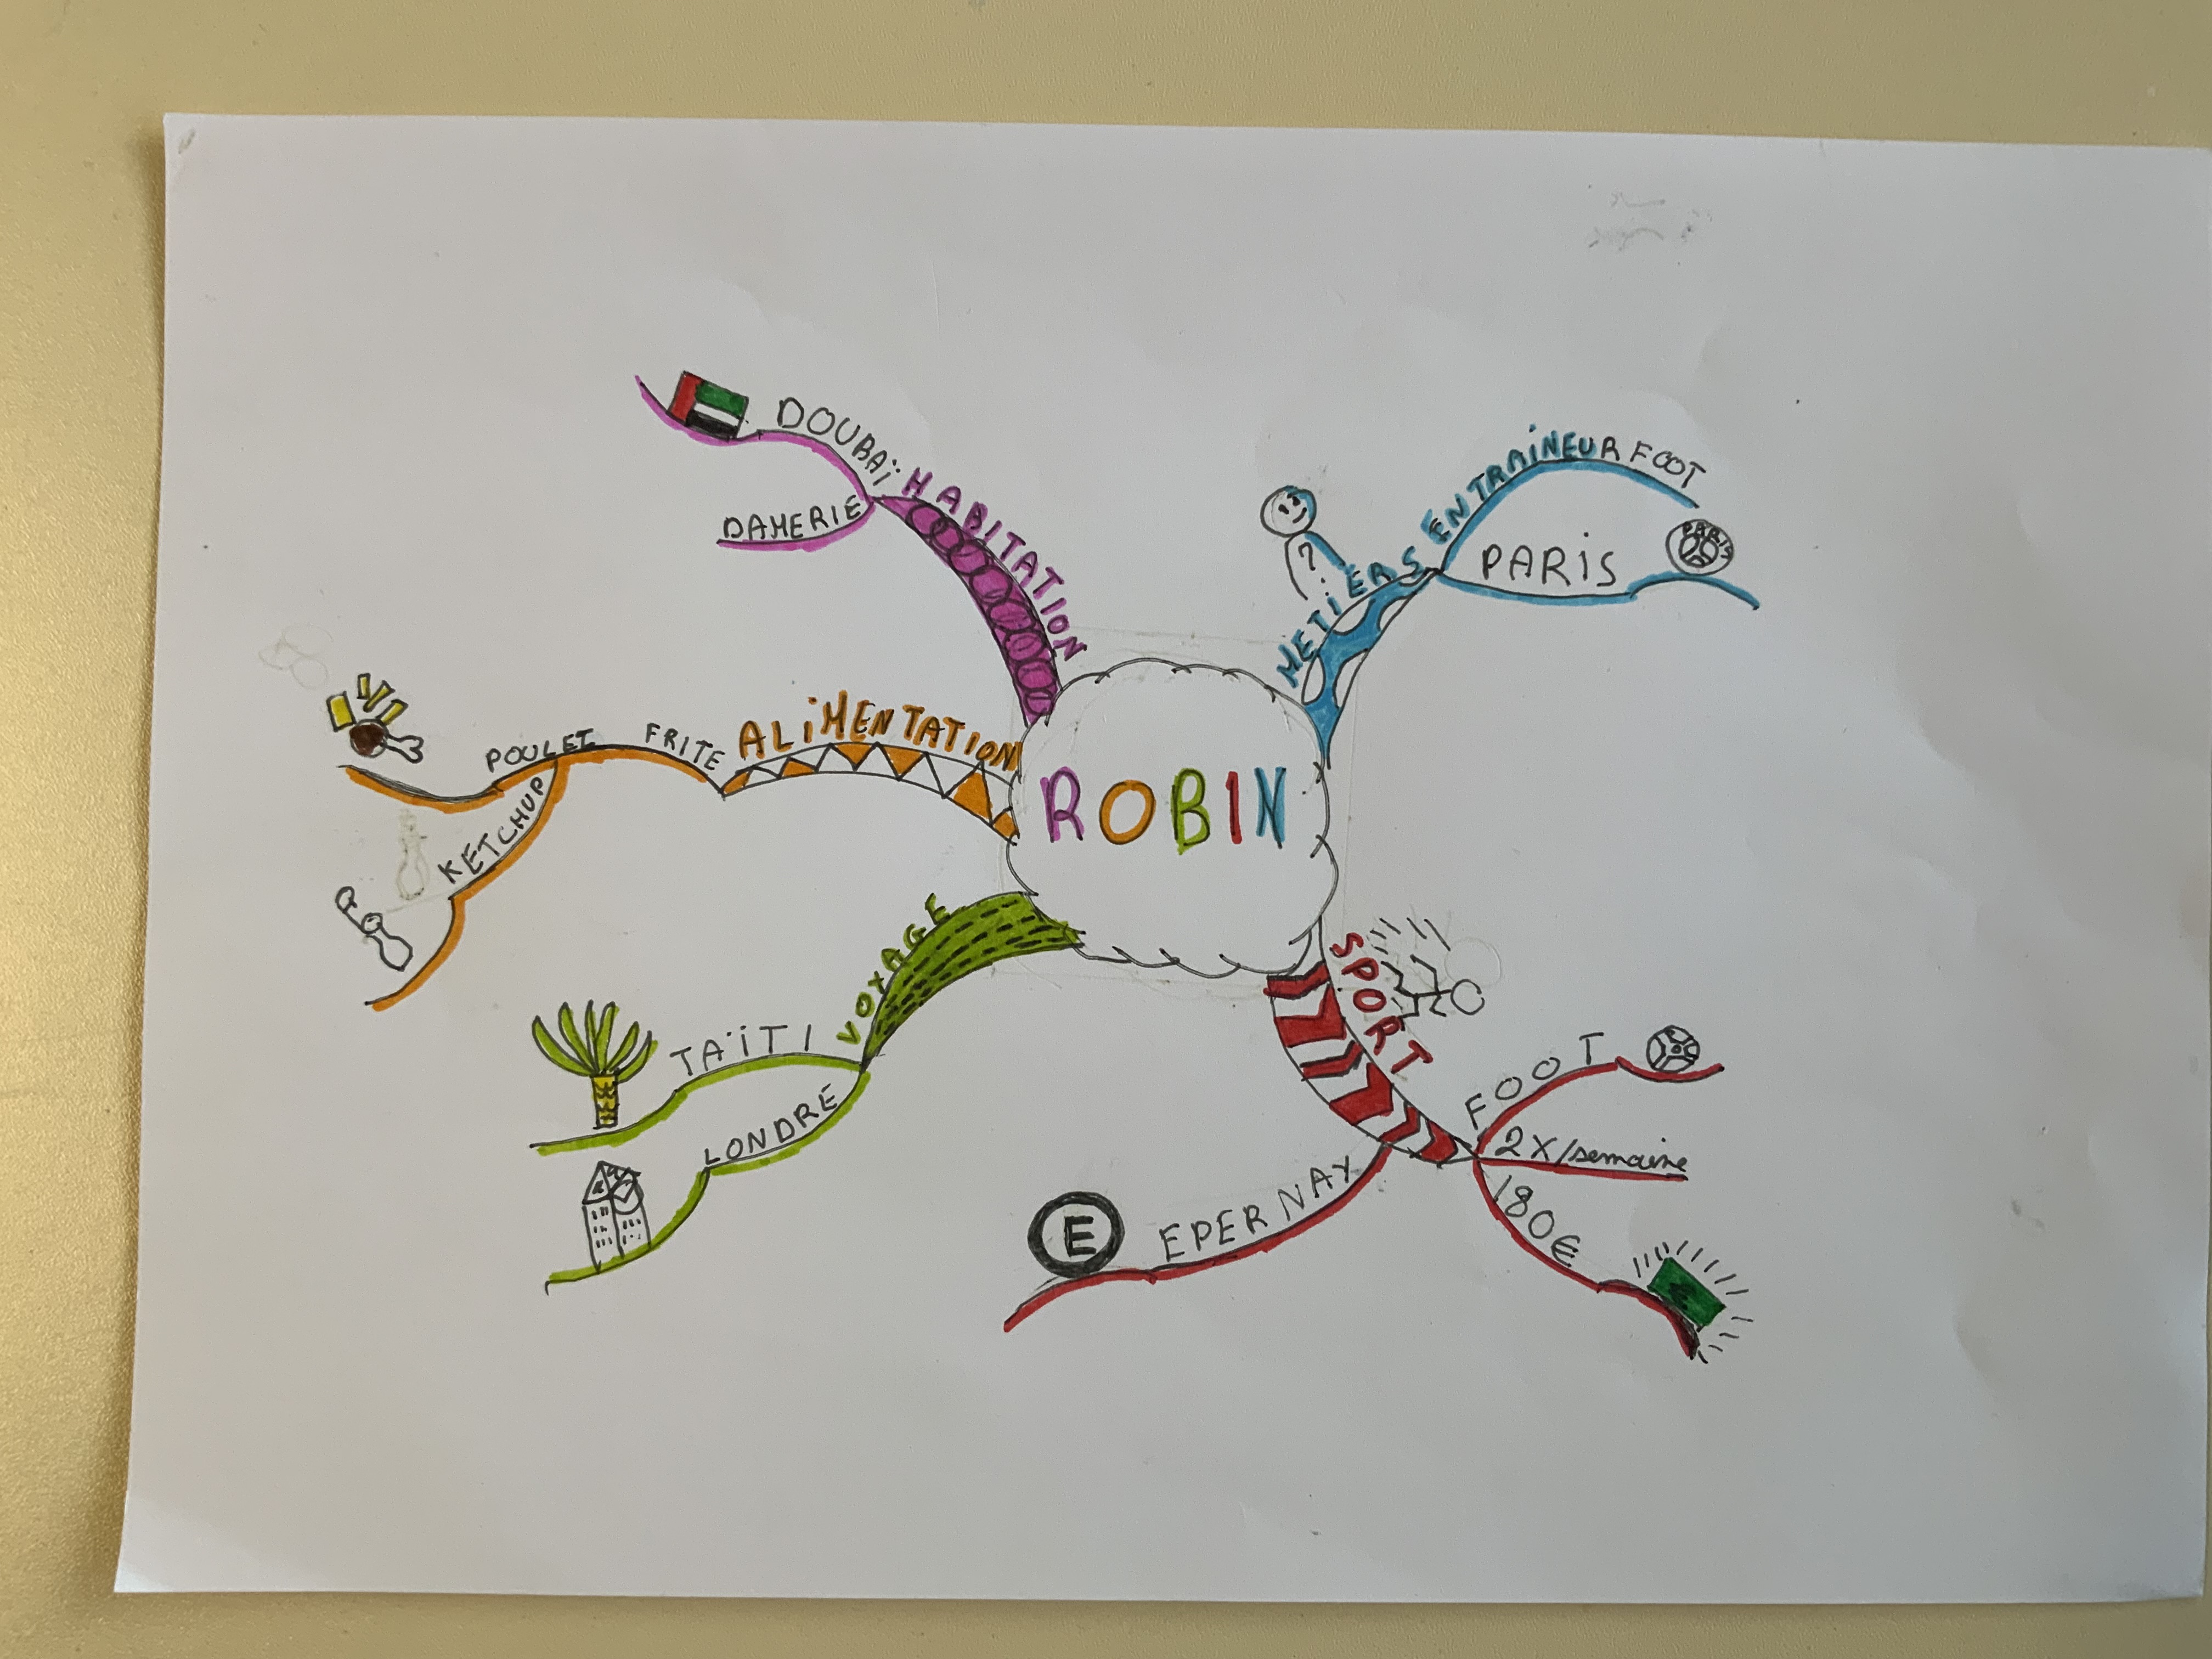 DOUBAÏ
HABITATION
DAMERIE
ENTRAINEUR FOOT
METIERS
PARIS
PARIS
?
ALIMENTATION
FRITE
POULET
KETCHUP
ROBIN
VOYAGE
TAÏTI
LONDRE
SPORT
FOOT
2X/semaine
180€
EPERNAY
E
€